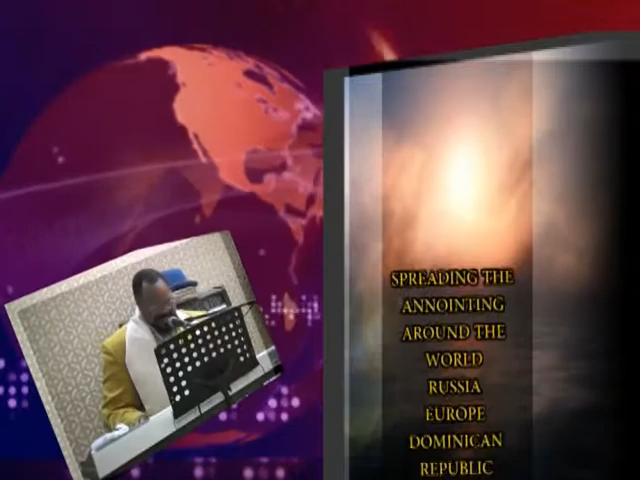 SPREADING THE
ANNOINTING
AROUND THE
WORLD
RUSSIA
EUROPE
DOMINICAN
REPUBLIC